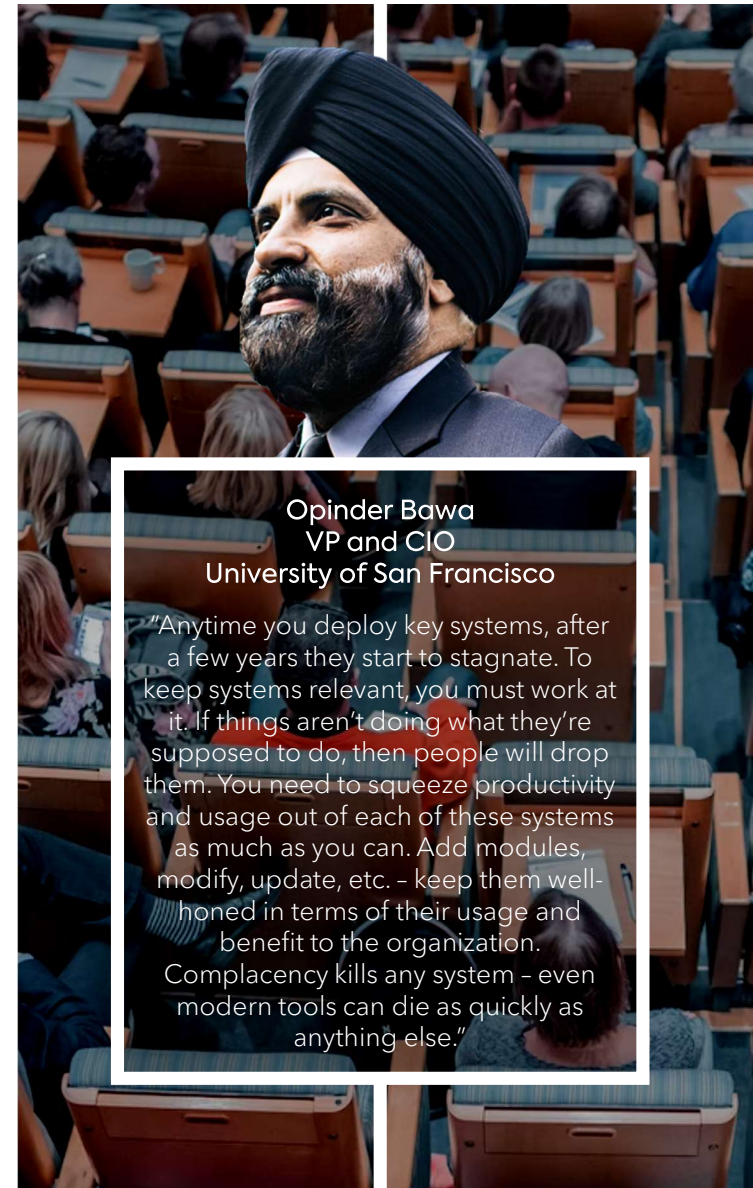 Opinder Bawa
VP and CIO
University of San Francisco
"Anytime you deploy key systems, after
a few years they start to stagnate. To
keep systems relevant, you must work at
it. If things aren't doing what they're
supposed to do, then people will drop
them. You need to squeeze productivity
and usage out of each of these systems
as much as you can. Add modules,
modify, update, etc. – keep them well-
honed in terms of their usage and
benefit to the organization.
Complacency kills any system – even
modern tools can die as quickly as
anything else."